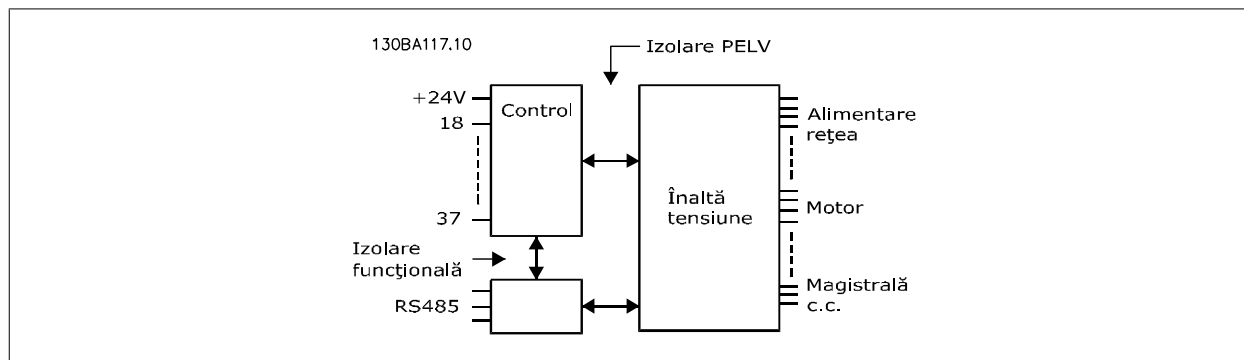 130BA117.10
Izolare PELV
+24V
Control
18
37
Înaltă
tensiune
Alimentare
reţea
Motor
Izolare
funcţională
RS485
Magistrală
c.c.